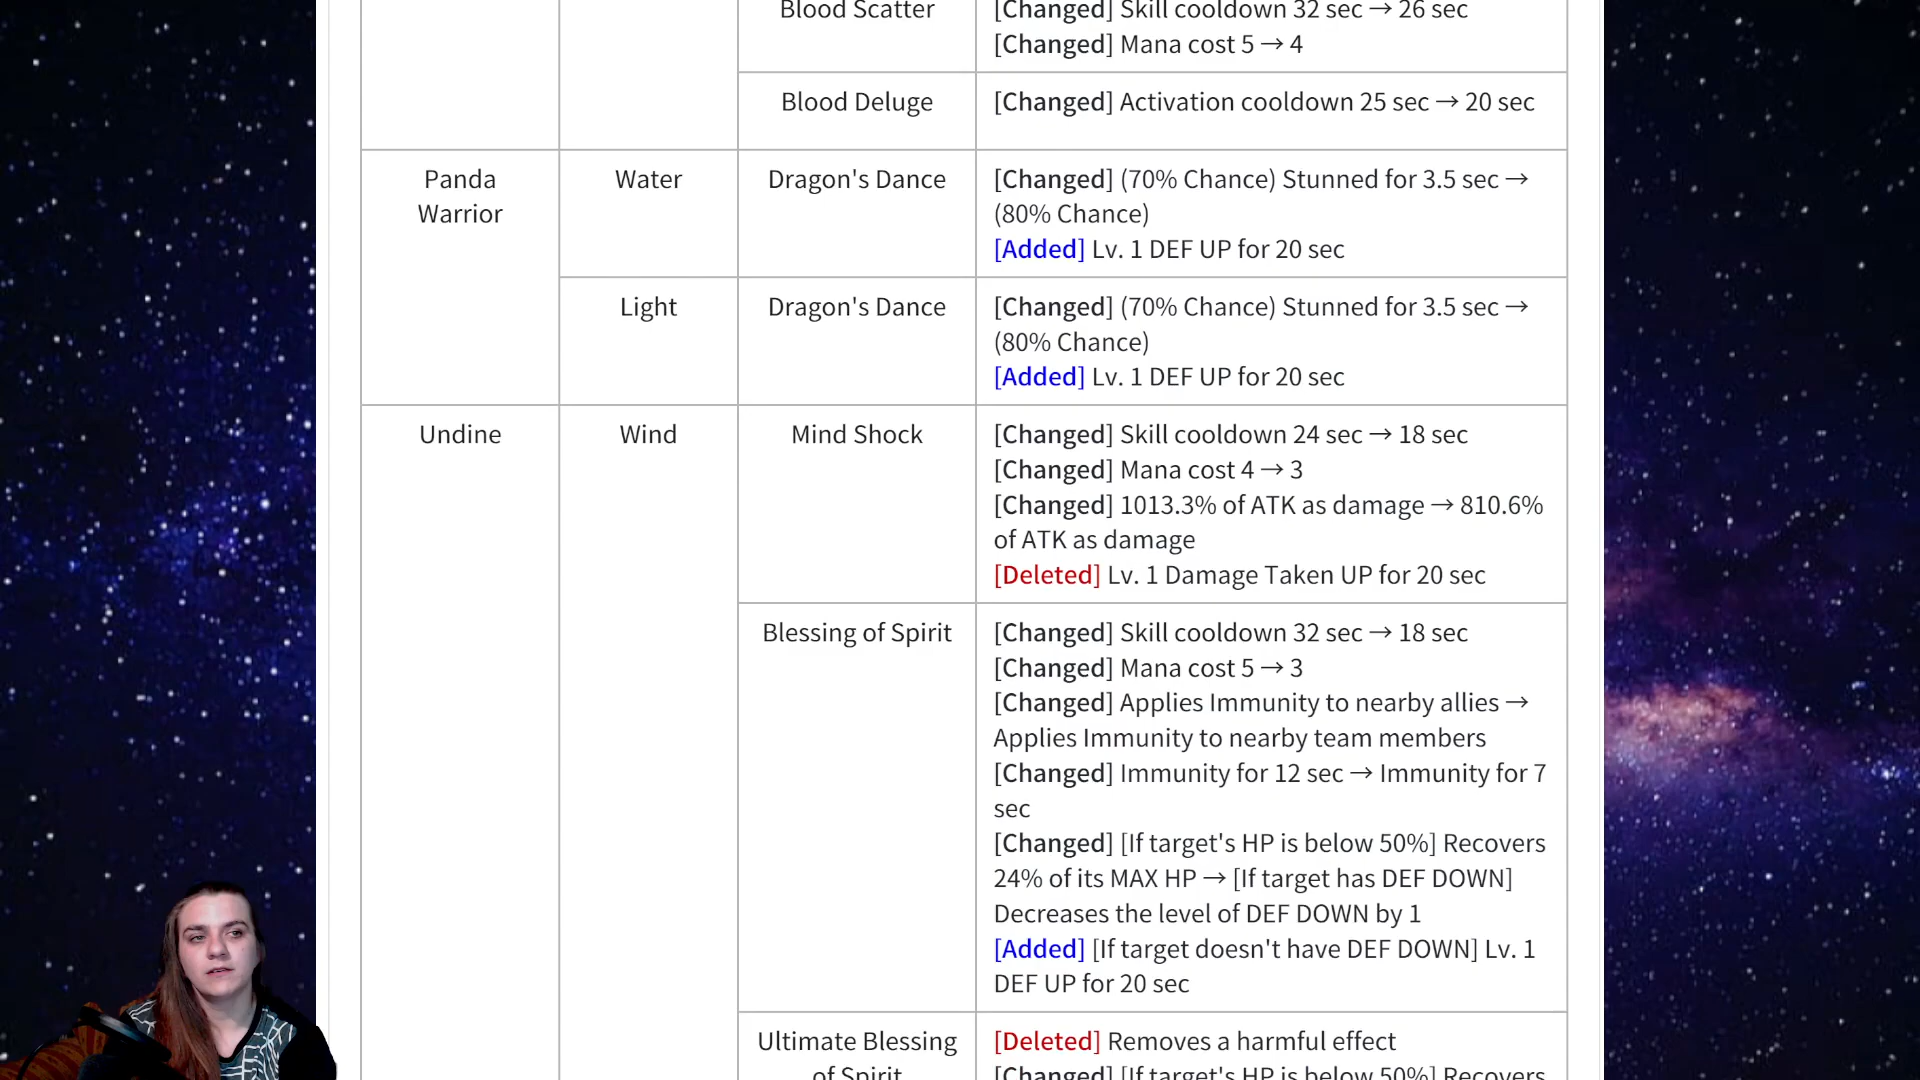 Blood Scatter
[Changed] Skill cooldown 32 sec → 26 sec
[Changed] Mana cost 5 → 4
Blood Deluge
[Changed] Activation cooldown 25 sec → 20 sec
Panda
Warrior
Water
Dragon's Dance
[Changed] (70% Chance) Stunned for 3.5 sec →
(80% Chance)
[Added] Lv. 1 DEF UP for 20 sec
Light
Dragon's Dance
[Changed] (70% Chance) Stunned for 3.5 sec →
(80% Chance)
[Added] Lv. 1 DEF UP for 20 sec
Undine
Wind
Mind Shock
[Changed] Skill cooldown 24 sec → 18 sec
[Changed] Mana cost 4 → 3
[Changed] 1013.3% of ATK as damage → 810.6%
of ATK as damage
[Deleted] Lv. 1 Damage Taken UP for 20 sec
Blessing of Spirit
[Changed] Skill cooldown 32 sec → 18 sec
[Changed] Mana cost 5 → 3
[Changed] Applies Immunity to nearby allies →
Applies Immunity to nearby team members
[Changed] Immunity for 12 sec → Immunity for 7
sec
[Changed] [If target's HP is below 50%] Recovers
24% of its MAX HP → [If target has DEF DOWN]
Decreases the level of DEF DOWN by 1
[Added] [If target doesn't have DEF DOWN] Lv. 1
DEF UP for 20 sec
Ultimate Blessing
of Spirit
[Deleted] Removes a harmful effect
[Changed] [If target's HP is below 50%] Recovers